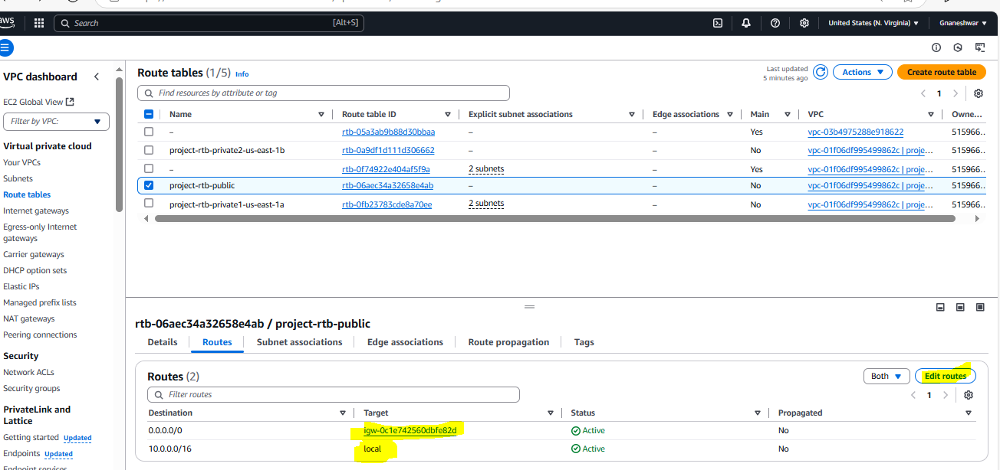 aws
Search [Alt+S] United States (N. Virginia) ▼ Gnaneshwar ▼
VPC dashboard
EC2 Global View
Filter by VPC: ▼
Virtual private cloud
Your VPCs
Subnets
Route tables
Internet gateways
Egress-only Internet
gateways
Carrier gateways
DHCP option sets
Elastic IPs
Managed prefix lists
NAT gateways
Peering connections
Security
Network ACLs
Security groups
PrivateLink and
Lattice
Getting started Updated
Endpoints Updated
Endpoint services
Route tables (1/5) Info
Last updated
5 minutes ago
Actions ▼ Create route table
Find resources by attribute or tag
< 1 >
Name Route table ID Explicit subnet associations Edge associations Main VPC Owne...
– rtb-05a3ab9b88d30bbaa – – Yes vpc-03b4975288e918622 515966...
project-rtb-private2-us-east-1b rtb-0a9df1d111d306662 – – No vpc-01f06df995499862c | proje... 515966...
– rtb-0f74922e404af5f9a 2 subnets – Yes vpc-01f06df995499862c | proje... 515966...
project-rtb-public rtb-06aec34a32658e4ab – – No vpc-01f06df995499862c | proje... 515966...
project-rtb-private1-us-east-1a rtb-0fb23783cde8a70ee 2 subnets – No vpc-01f06df995499862c | proje... 515966...
rtb-06aec34a32658e4ab / project-rtb-public
Details Routes Subnet associations Edge associations Route propagation Tags
Routes (2)
Both ▼ Edit routes
Filter routes
< 1 >
Destination Target Status Propagated
0.0.0.0/0 igw-0c1e742560dbfe82d Active No
10.0.0.0/16 local Active No